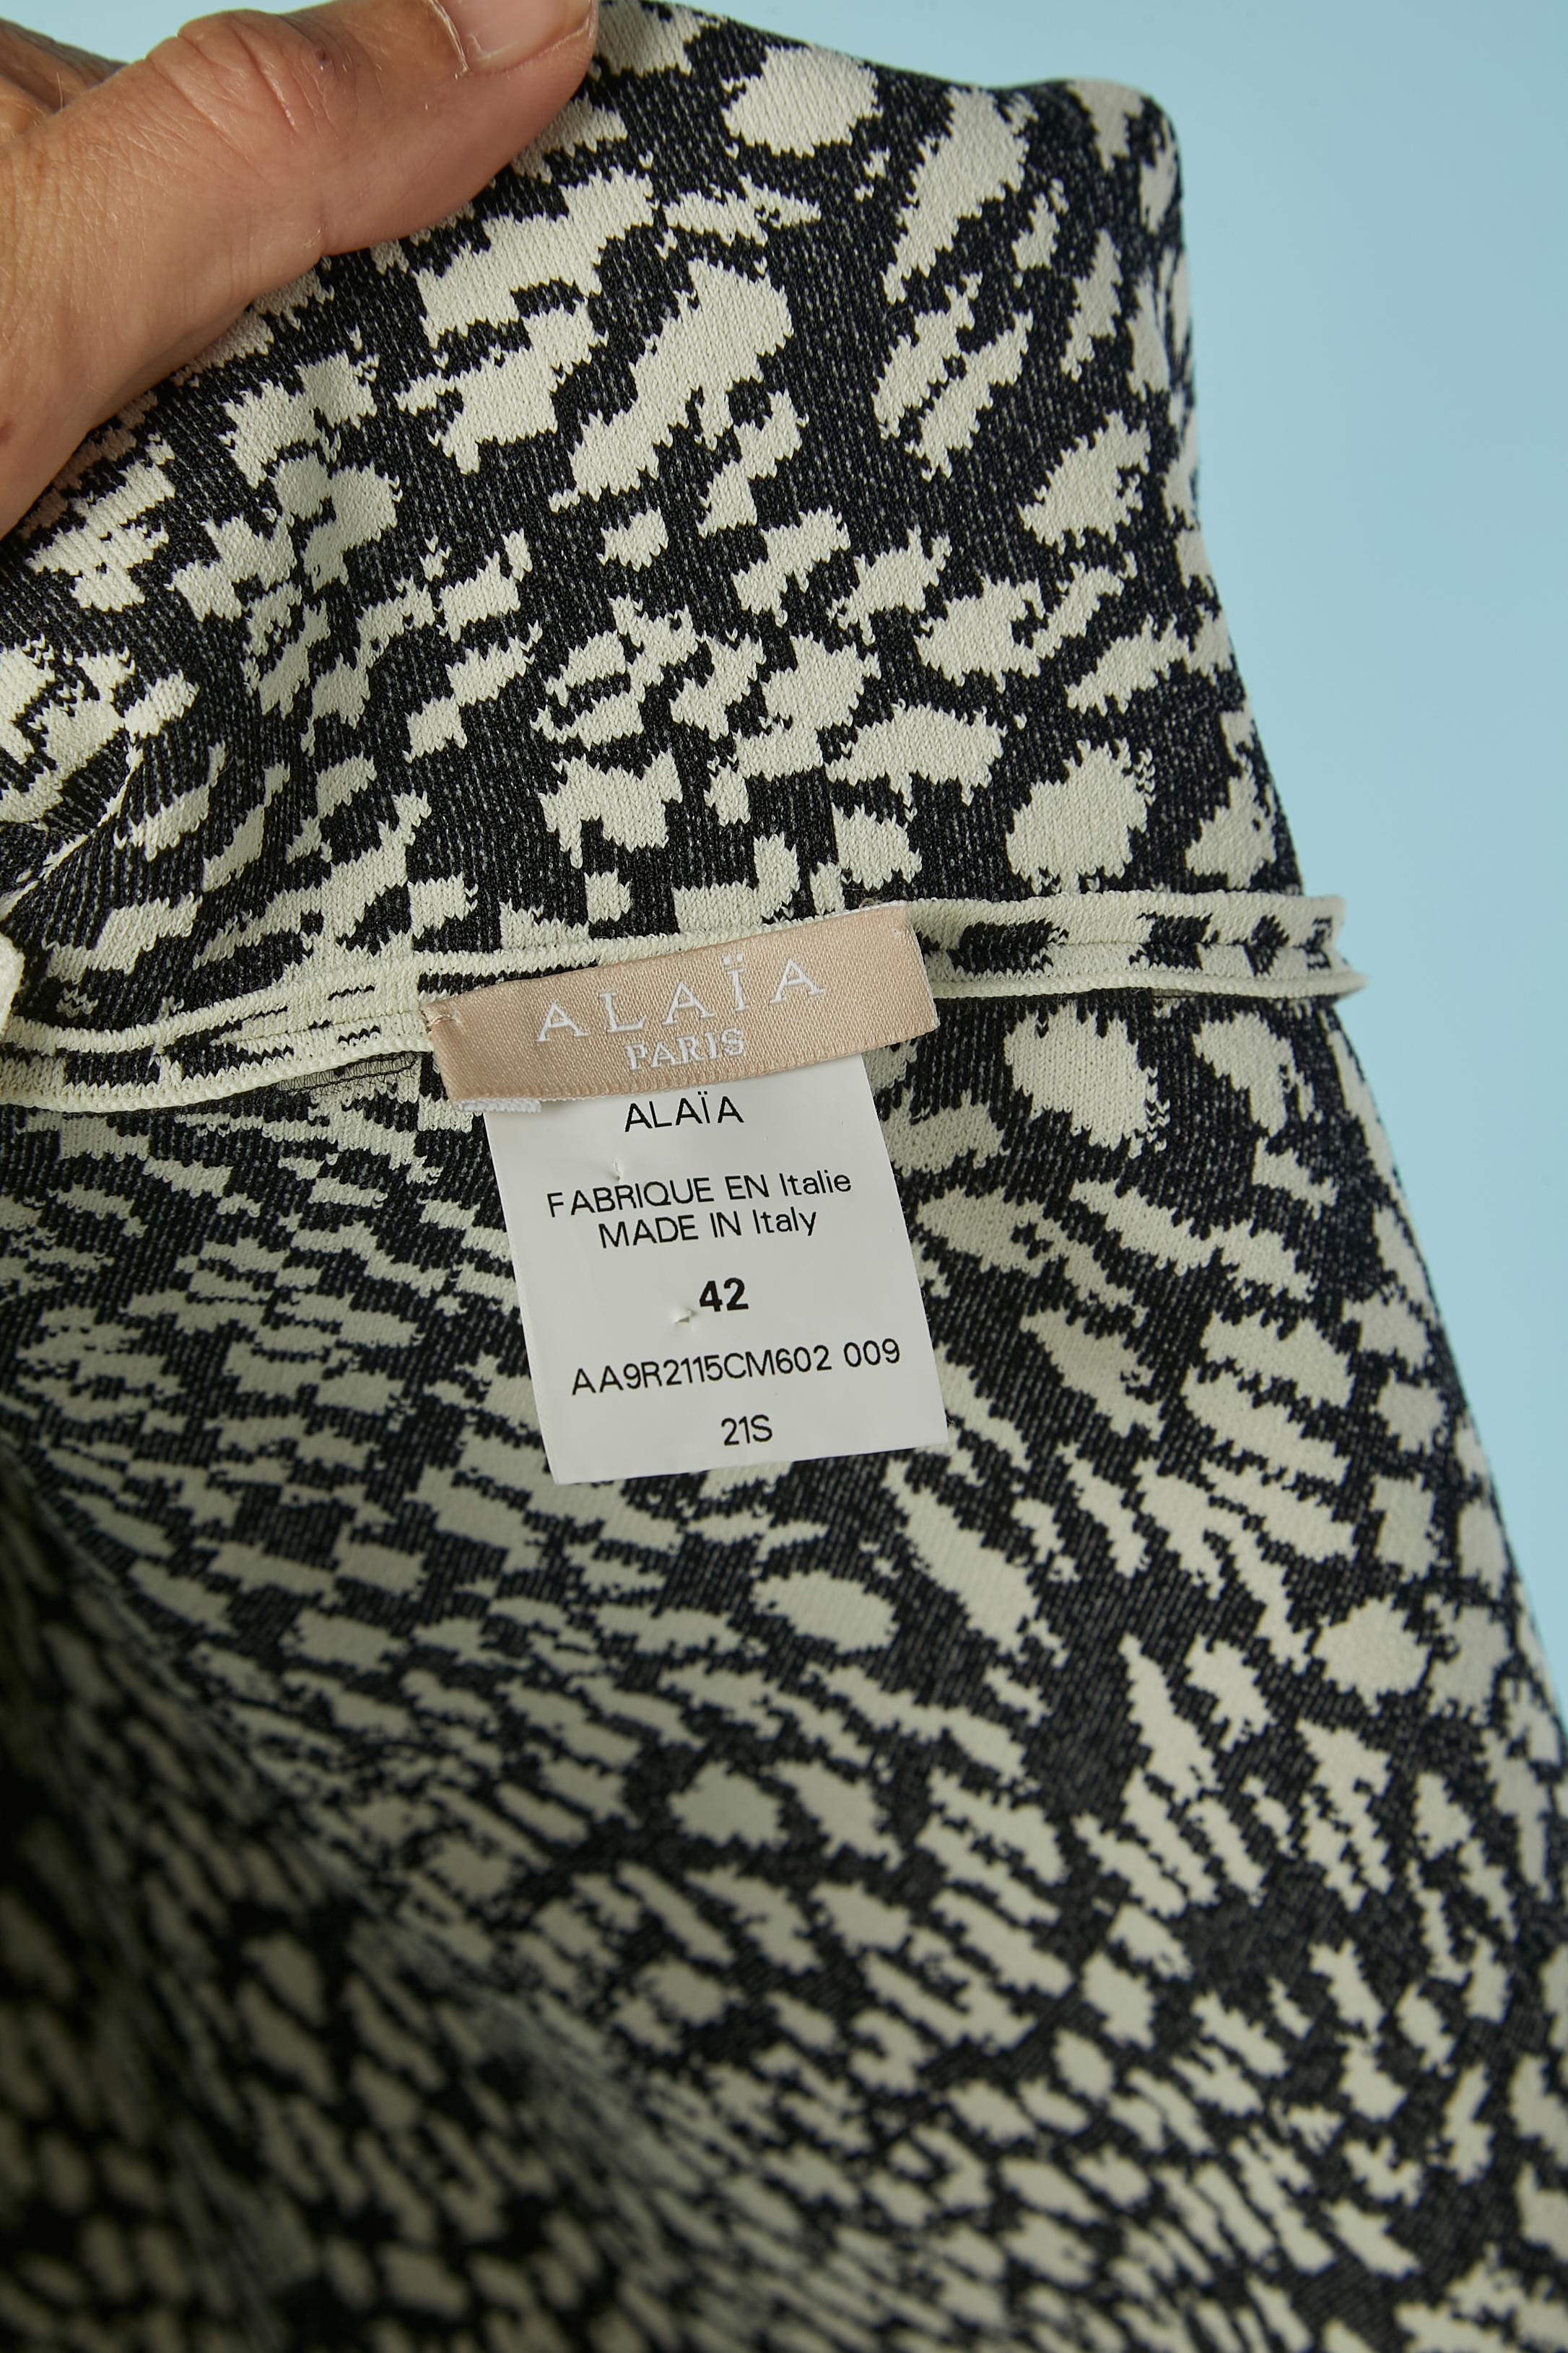 ALAÏA
PARIS
ALAÏA
FABRIQUE EN Italie
MADE IN Italy
42
AA9R2115CM602 009
21S